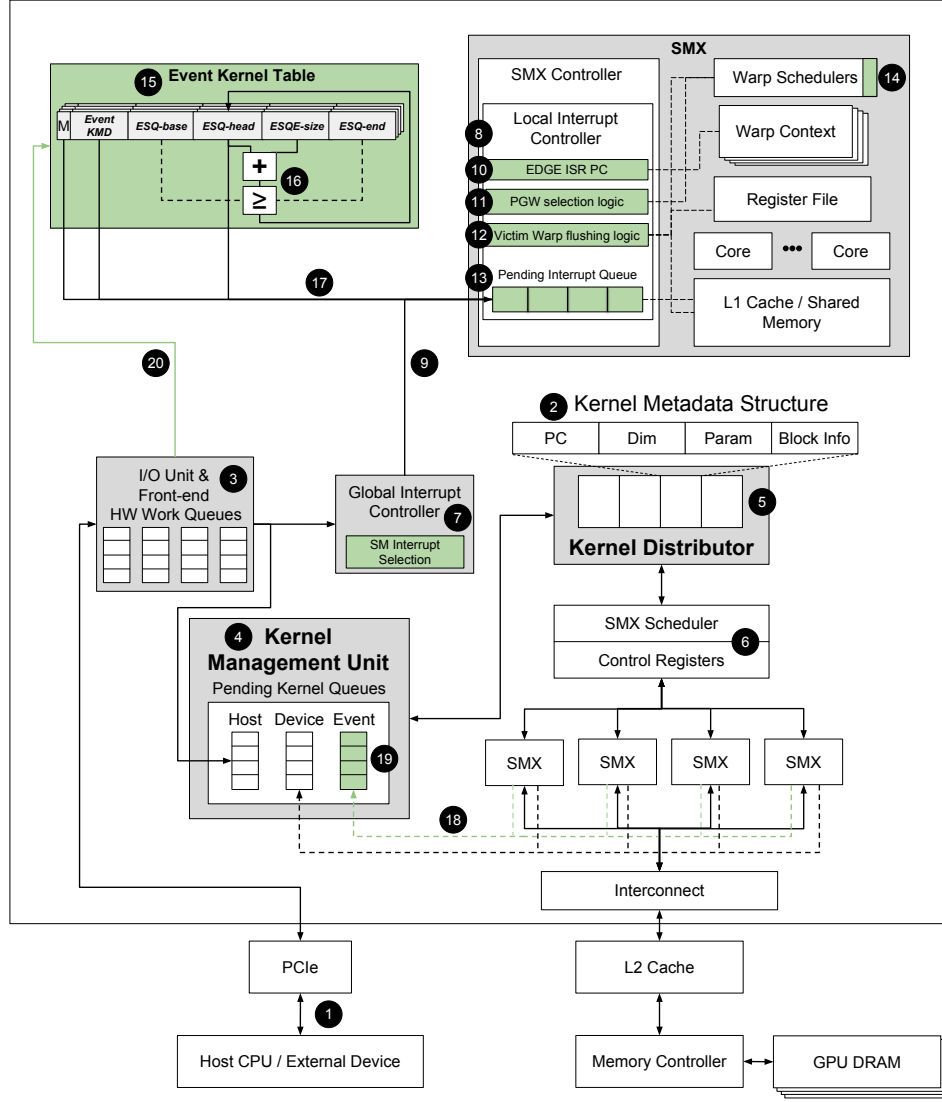 15
Event Kernel Table
M
Event
KMD
ESQ-base
ESQ-head
ESQE-size
ESQ-end
+
16
≥
SMX
SMX Controller
8
Local Interrupt
Controller
10
EDGE ISR PC
11
PGW selection logic
12
Victim Warp flushing logic
13
Pending Interrupt Queue
Warp Schedulers
14
Warp Context
Register File
Core
•••
Core
L1 Cache / Shared
Memory
17
20
9
2
Kernel Metadata Structure
PC
Dim
Param
Block Info
I/O Unit &
Front-end
HW Work Queues
3
Global Interrupt
Controller
7
SM Interrupt
Selection
5
Kernel Distributor
4
Kernel
Management Unit
Pending Kernel Queues
Host
Device
Event
19
SMX Scheduler
6
Control Registers
SMX
SMX
SMX
SMX
18
Interconnect
PCIe
L2 Cache
1
Host CPU / External Device
Memory Controller
GPU DRAM